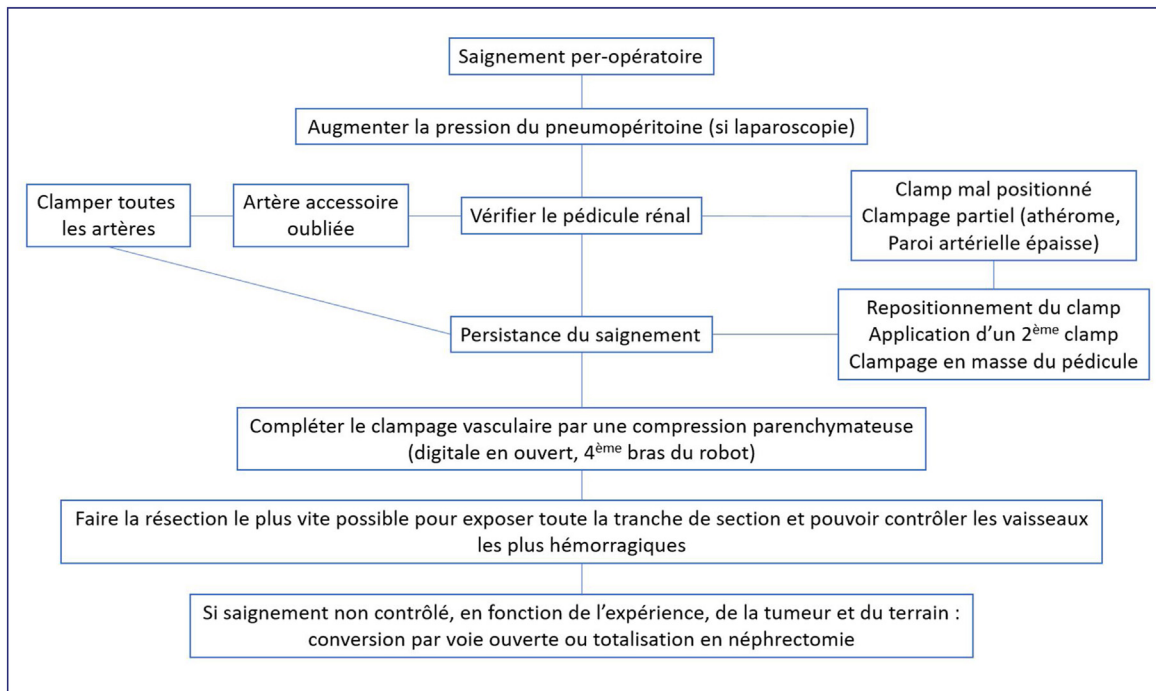 Saignement per-opératoire
Augmenter la pression du pneumopéritoine (si laparoscopie)
Clamper toutes
les artères
Artère accessoire
oubliée
Vérifier le pédicule rénal
Clamp mal positionné
Clampage partiel (athérome,
Paroi artérielle épaisse)
Persistance du saignement
Repositionnement du clamp
Application d’un 2ème clamp
Clampage en masse du pédicule
Compléter le clampage vasculaire par une compression parenchymateuse
(digitale en ouvert, 4ème bras du robot)
Faire la résection le plus vite possible pour exposer toute la tranche de section et pouvoir contrôler les vaisseaux
les plus hémorragiques
Si saignement non contrôlé, en fonction de l’expérience, de la tumeur et du terrain :
conversion par voie ouverte ou totalisation en néphrectomie